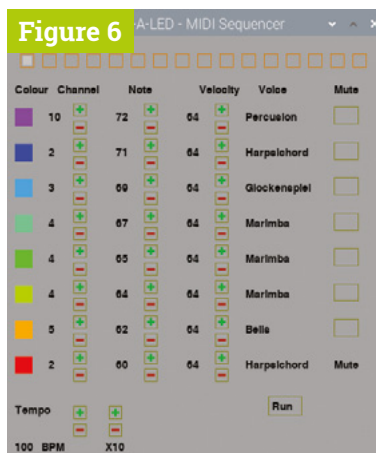 Figure 6
-A-LED - MIDI Sequencer
Colour Channel Note Velocity Voice Mute
10 72 64 Percusion
2 71 64 Harpsichord
3 69 64 Glockenspiel
4 67 64 Marimba
4 65 64 Marimba
4 64 64 Marimba
5 62 64 Bells
2 60 64 Harpsichord Mute
Tempo Run
100 BPM X10